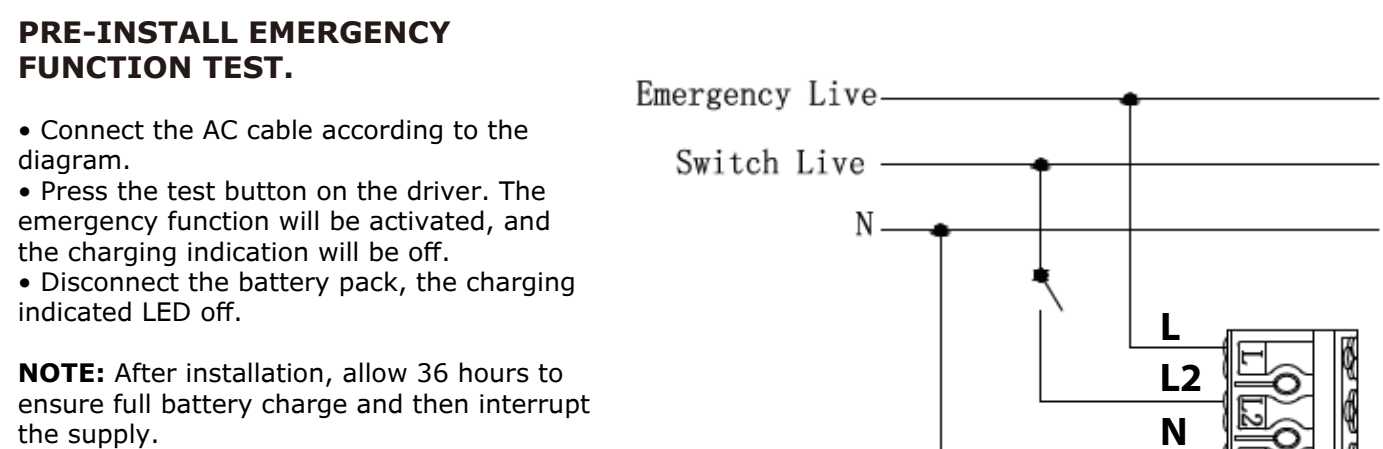 PRE-INSTALL EMERGENCY
FUNCTION TEST.
• Connect the AC cable according to the
diagram.
• Press the test button on the driver. The
emergency function will be activated, and
the charging indication will be off.
• Disconnect the battery pack, the charging
indicated LED off.
NOTE: After installation, allow 36 hours to
ensure full battery charge and then interrupt
the supply.
Emergency Live
Switch Live
N
L
L2
N
L
L2